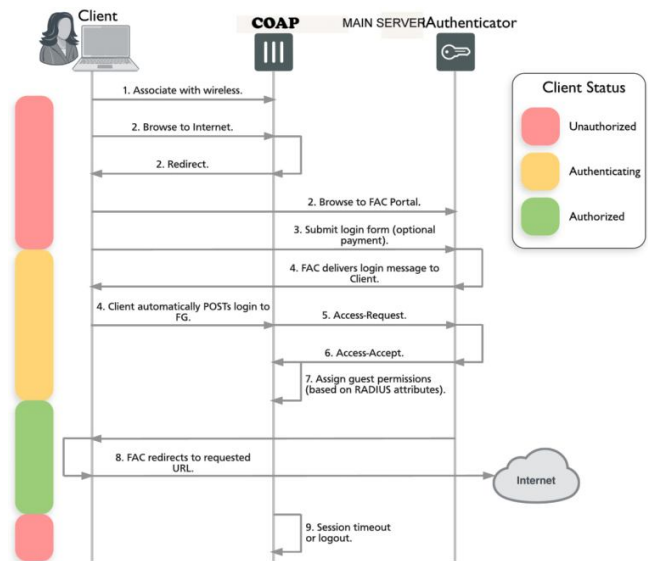 Client
COAP
MAIN SERVER Authenticator
Client Status
Unauthorized
Authenticating
Authorized
1. Associate with wireless.
2. Browse to Internet.
2. Redirect.
2. Browse to FAC Portal.
3. Submit login form (optional
payment).
4. FAC delivers login message to
Client.
4. Client automatically POSTs login to
FG.
5. Access-Request.
6. Access-Accept.
7. Assign guest permissions
(based on RADIUS attributes).
8. FAC redirects to requested
URL.
Internet
9. Session timeout
or logout.